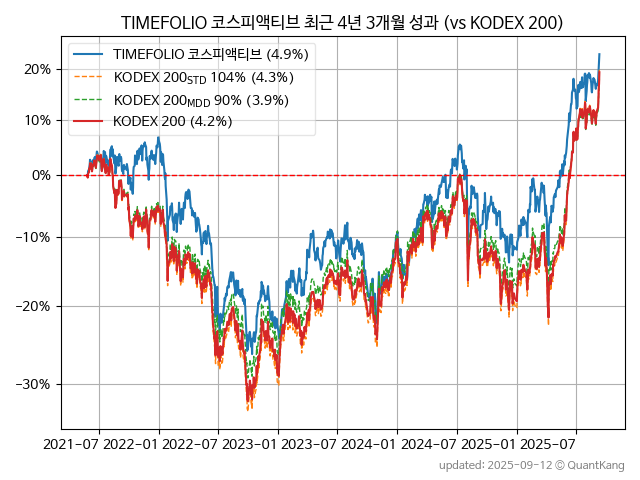 TIMEFOLIO 코스피액티브 최근 4년 3개월 성과 (vs KODEX 200)
TIMEFOLIO 코스피액티브 (4.9%)
KODEX 200STD 104% (4.3%)
KODEX 200MDD 90% (3.9%)
KODEX 200 (4.2%)
20%
10%
0%
−10%
−20%
−30%
2021-07 2022-01 2022-07 2023-01 2023-07 2024-01 2024-07 2025-01 2025-07
updated: 2025-09-12 © QuantKang